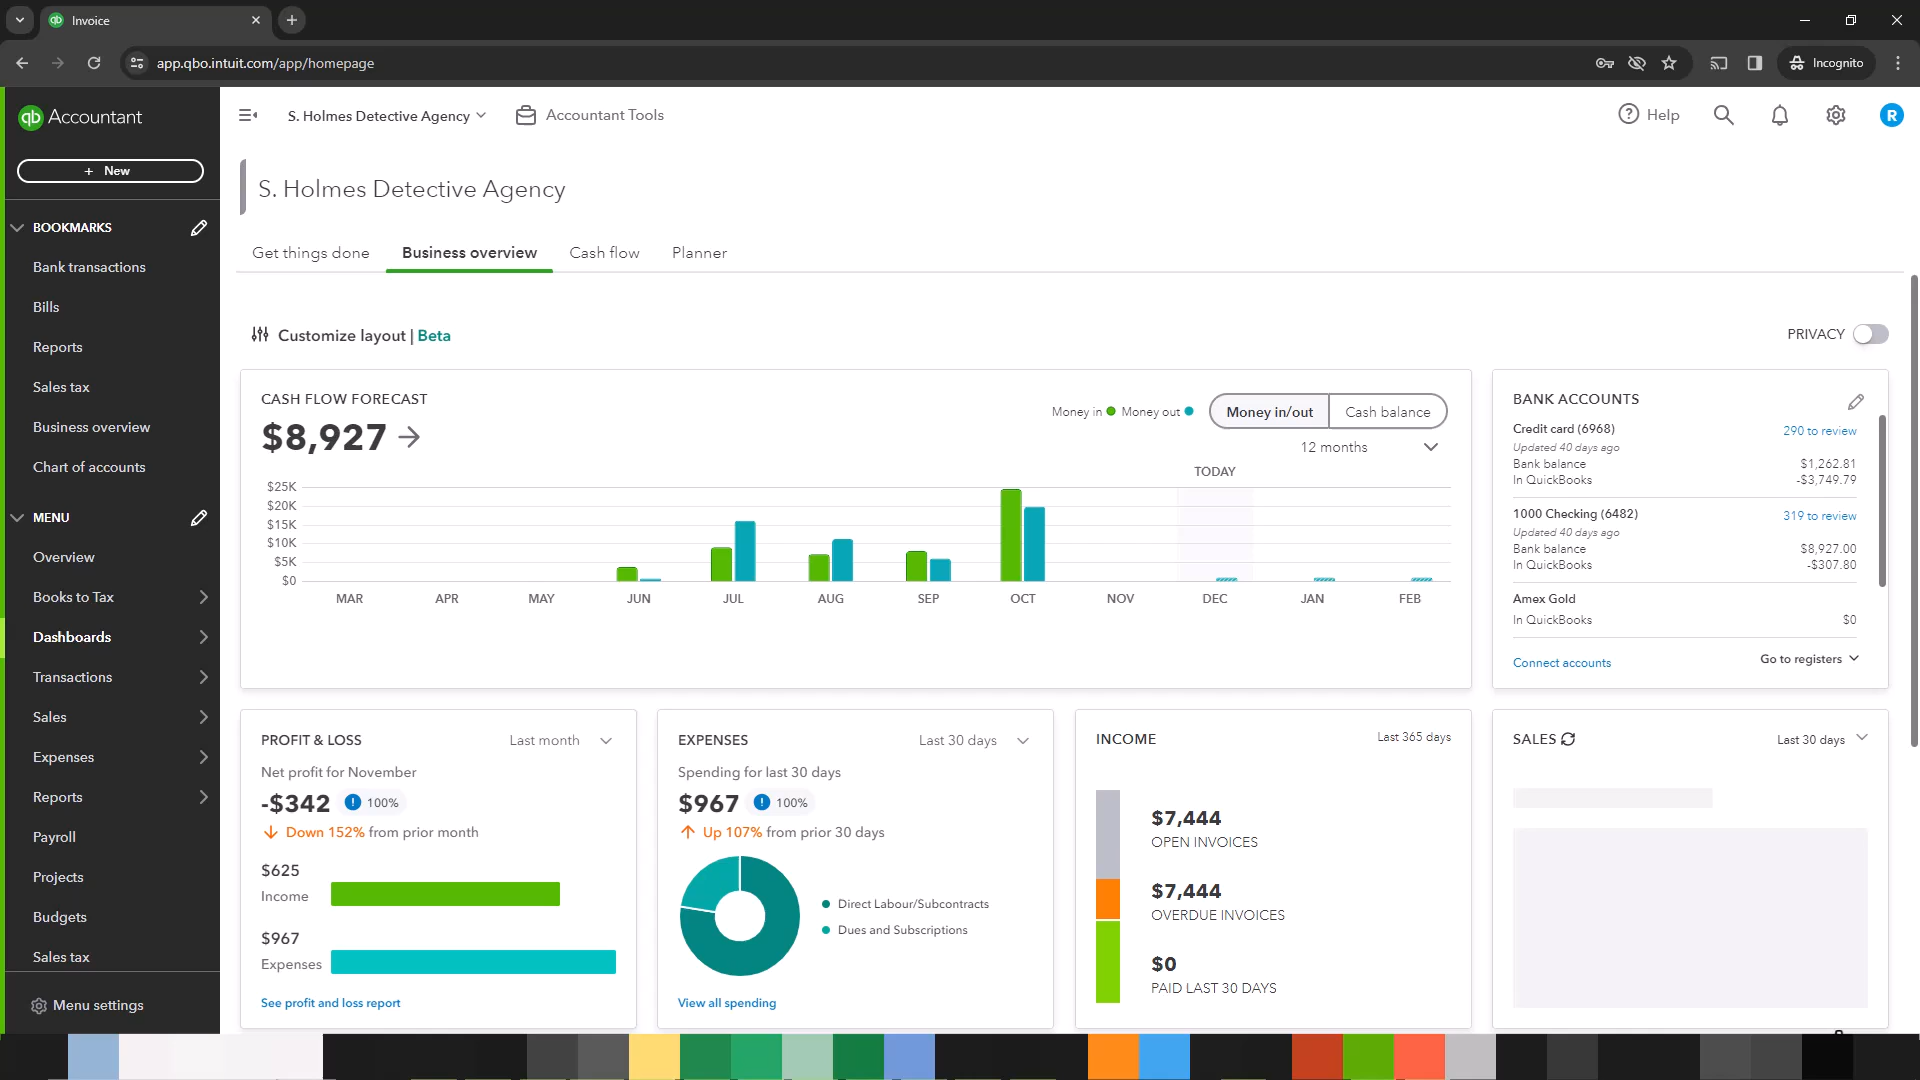 Invoice
app.qbo.intuit.com/app/homepage
Incognito
qb Accountant
+ New
BOOKMARKS
Bank transactions
Bills
Reports
Sales tax
Business overview
Chart of accounts
MENU
Overview
Books to Tax
Dashboards
Transactions
Sales
Expenses
Reports
Payroll
Projects
Budgets
Sales tax
Menu settings
S. Holmes Detective Agency
Accountant Tools
Help
R
S. Holmes Detective Agency
Get things done
Business overview
Cash flow
Planner
Customize layout | Beta
PRIVACY
CASH FLOW FORECAST
$8,927
Money in
Money out
Money in/out
Cash balance
12 months
TODAY
$25K
$20K
$15K
$10K
$5K
$0
MAR APR MAY JUN JUL AUG SEP OCT NOV DEC JAN FEB
BANK ACCOUNTS
Credit card (6968) 290 to review
Updated 40 days ago
Bank balance $1,262.81
In QuickBooks -$3,749.79
1000 Checking (6482) 319 to review
Updated 40 days ago
Bank balance $8,927.00
In QuickBooks -$307.80
Amex Gold
In QuickBooks $0
Connect accounts Go to registers
PROFIT & LOSS Last month
Net profit for November
-$342 100%
Down 152% from prior month
$625
Income
$967
Expenses
See profit and loss report
EXPENSES Last 30 days
Spending for last 30 days
$967 100%
Up 107% from prior 30 days
Direct Labour/Subcontracts
Dues and Subscriptions
View all spending
INCOME Last 365 days
$7,444
OPEN INVOICES
$7,444
OVERDUE INVOICES
$0
PAID LAST 30 DAYS
SALES Last 30 days